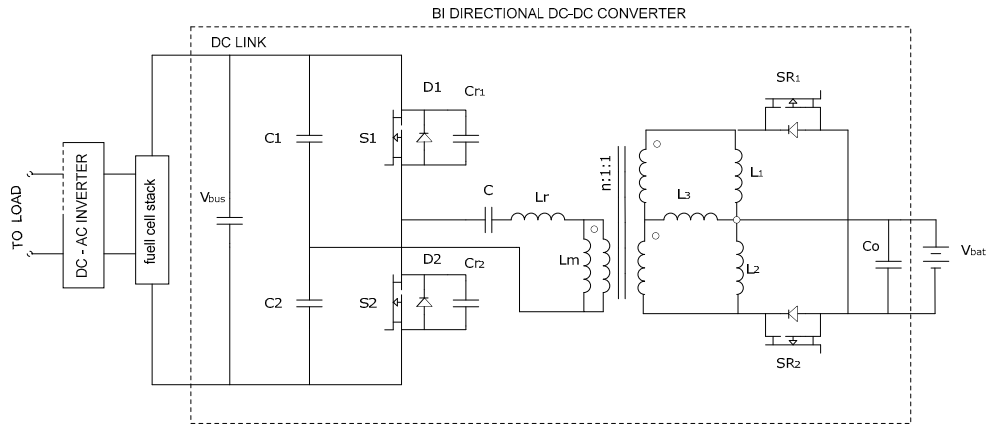 BI DIRECTIONAL DC-DC CONVERTER
DC LINK
SR1
D1
Cr1
C1
S1
TO LOAD
DC - AC INVERTER
fuell cell stack
Vbus
C
Lr
n:1:1
L1
L3
Lm
Co
Vbat
D2
Cr2
L2
C2
S2
SR2